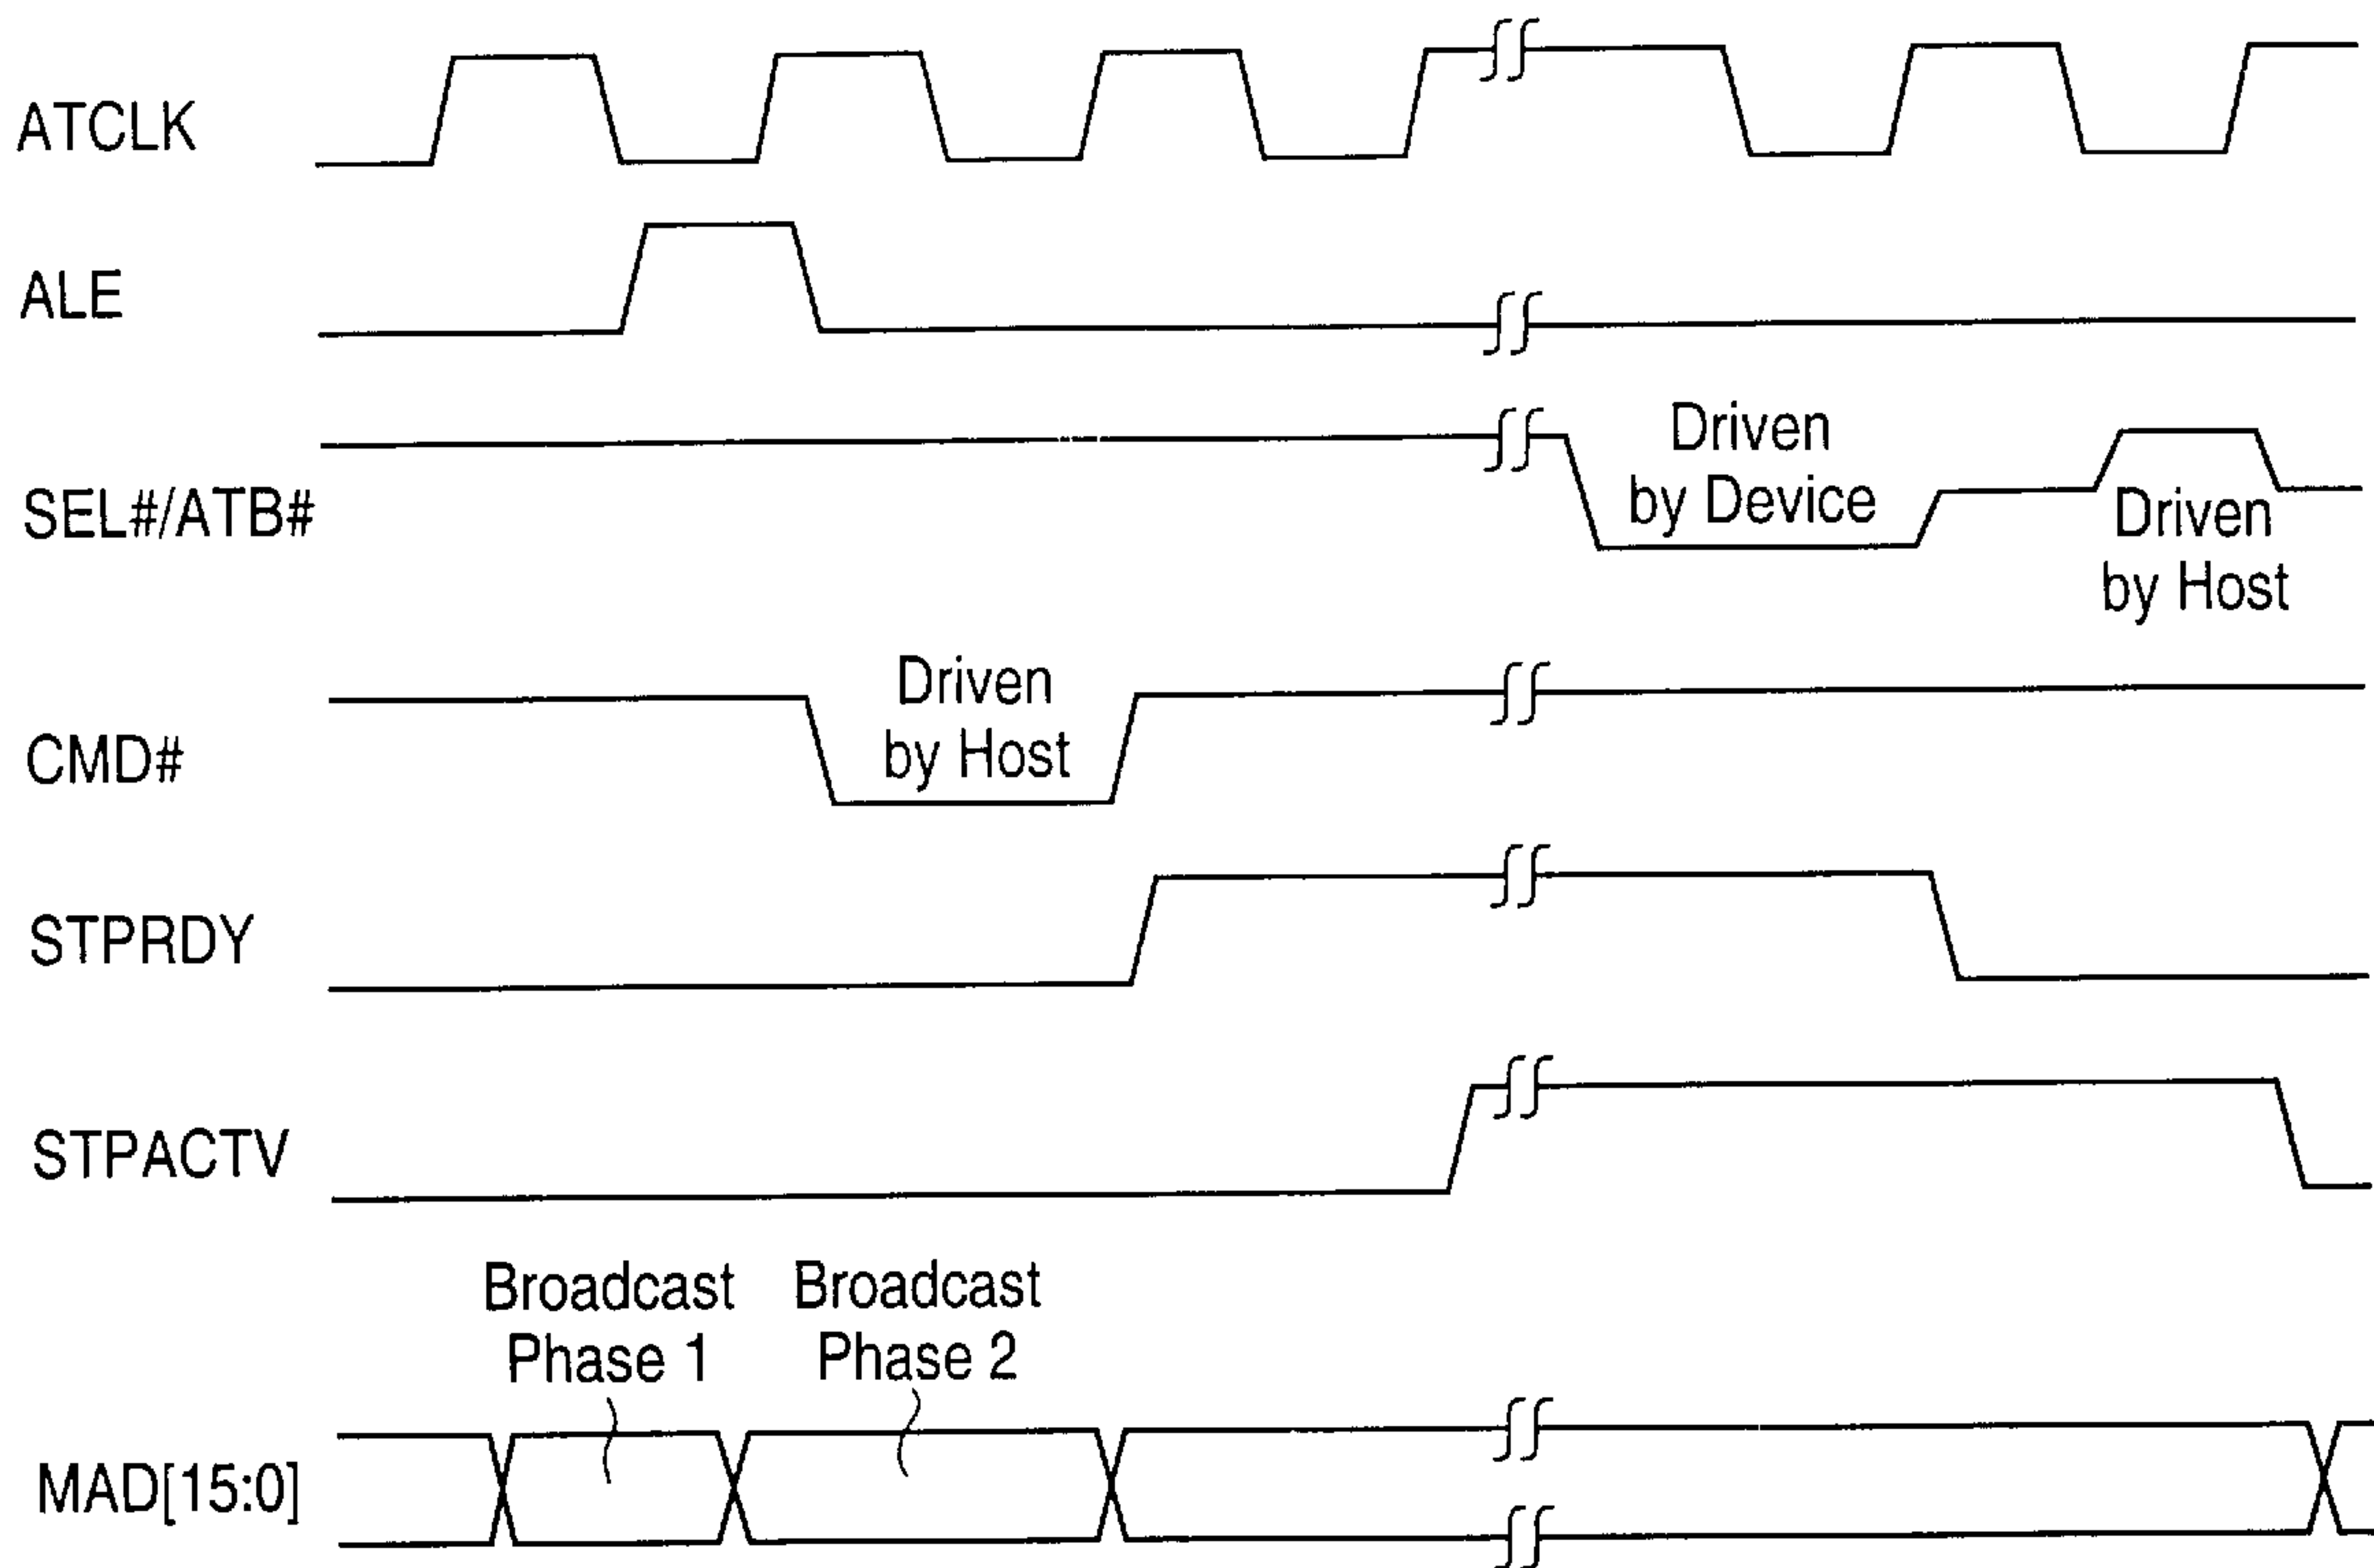 ATCLK
ALE
Driven
by Device
SEL#/ATB#
Driven
by Host
Driven
by Host
CMD#
STPRDY
STPACTV
Broadcast
Phase 1
Broadcast
Phase 2
MAD[15:0]